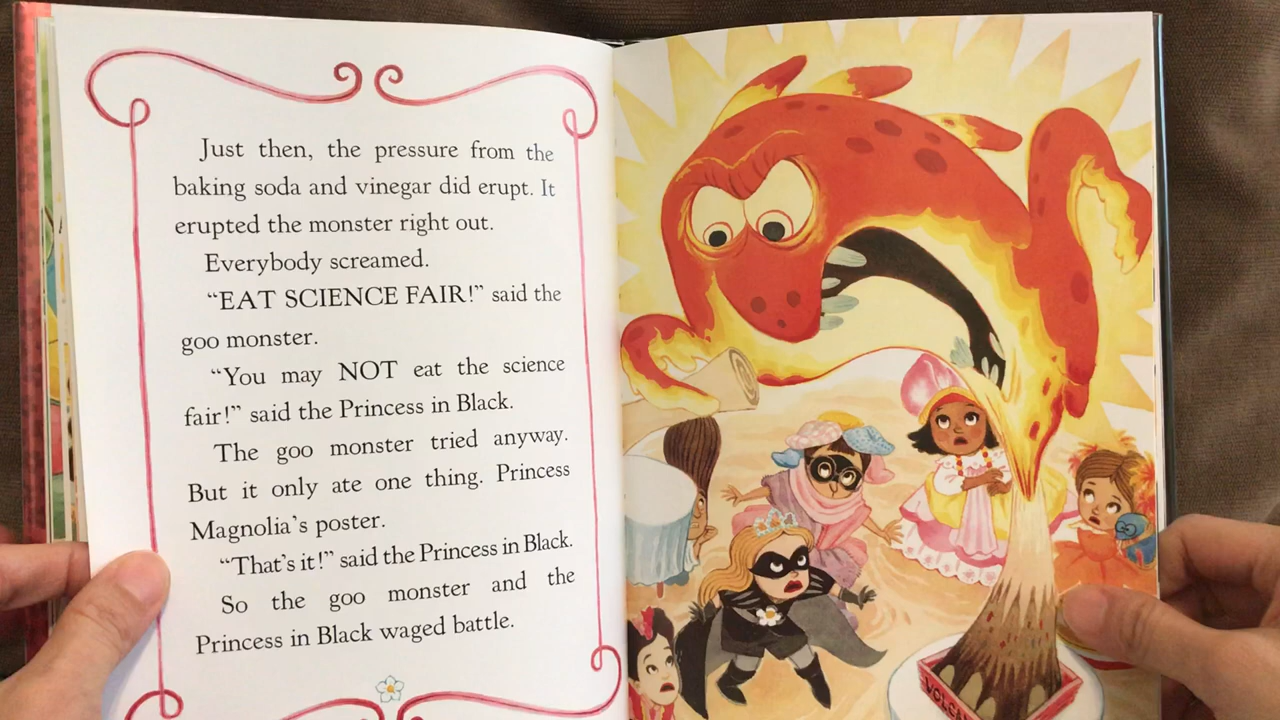 Just then, the pressure from the
baking soda and vinegar did erupt. It
erupted the monster right out.
Everybody screamed.
“EAT SCIENCE FAIR!” said the
goo monster.
“You may NOT eat the science
fair!” said the Princess in Black.
The goo monster tried anyway.
But it only ate one thing. Princess
Magnolia’s poster.
“That’s it!” said the Princess in Black.
So the goo monster and the
Princess in Black waged battle.